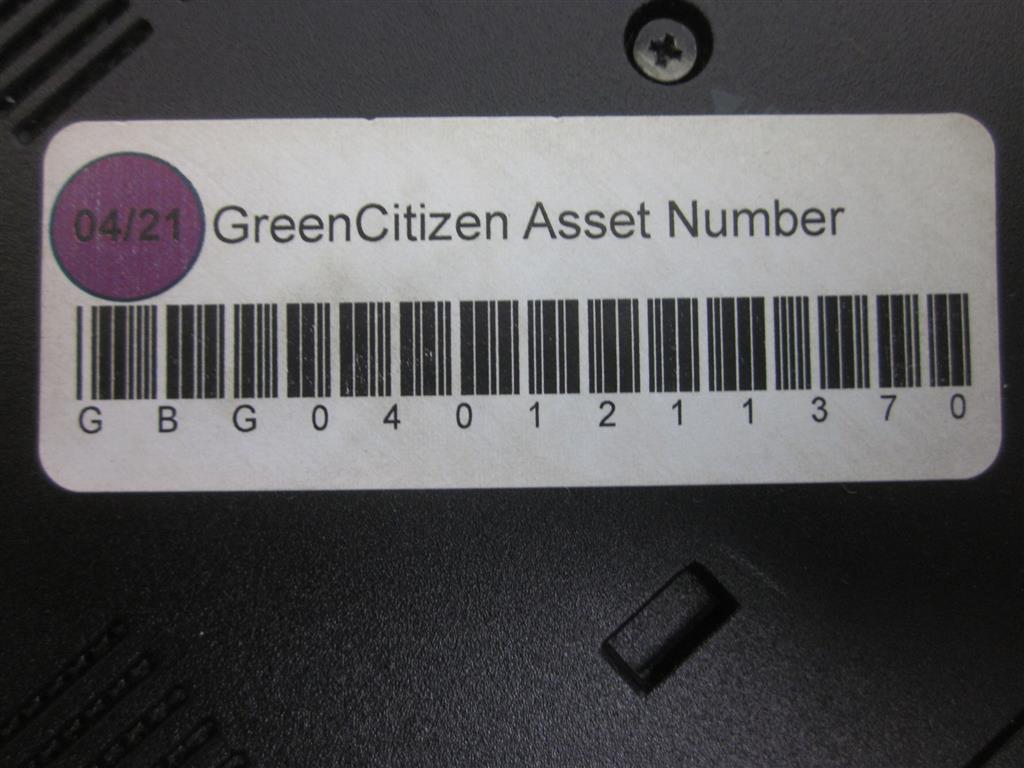 04/21 GreenCitizen Asset Number
G B G 0 4 0 1 2 1 1 3 7 0